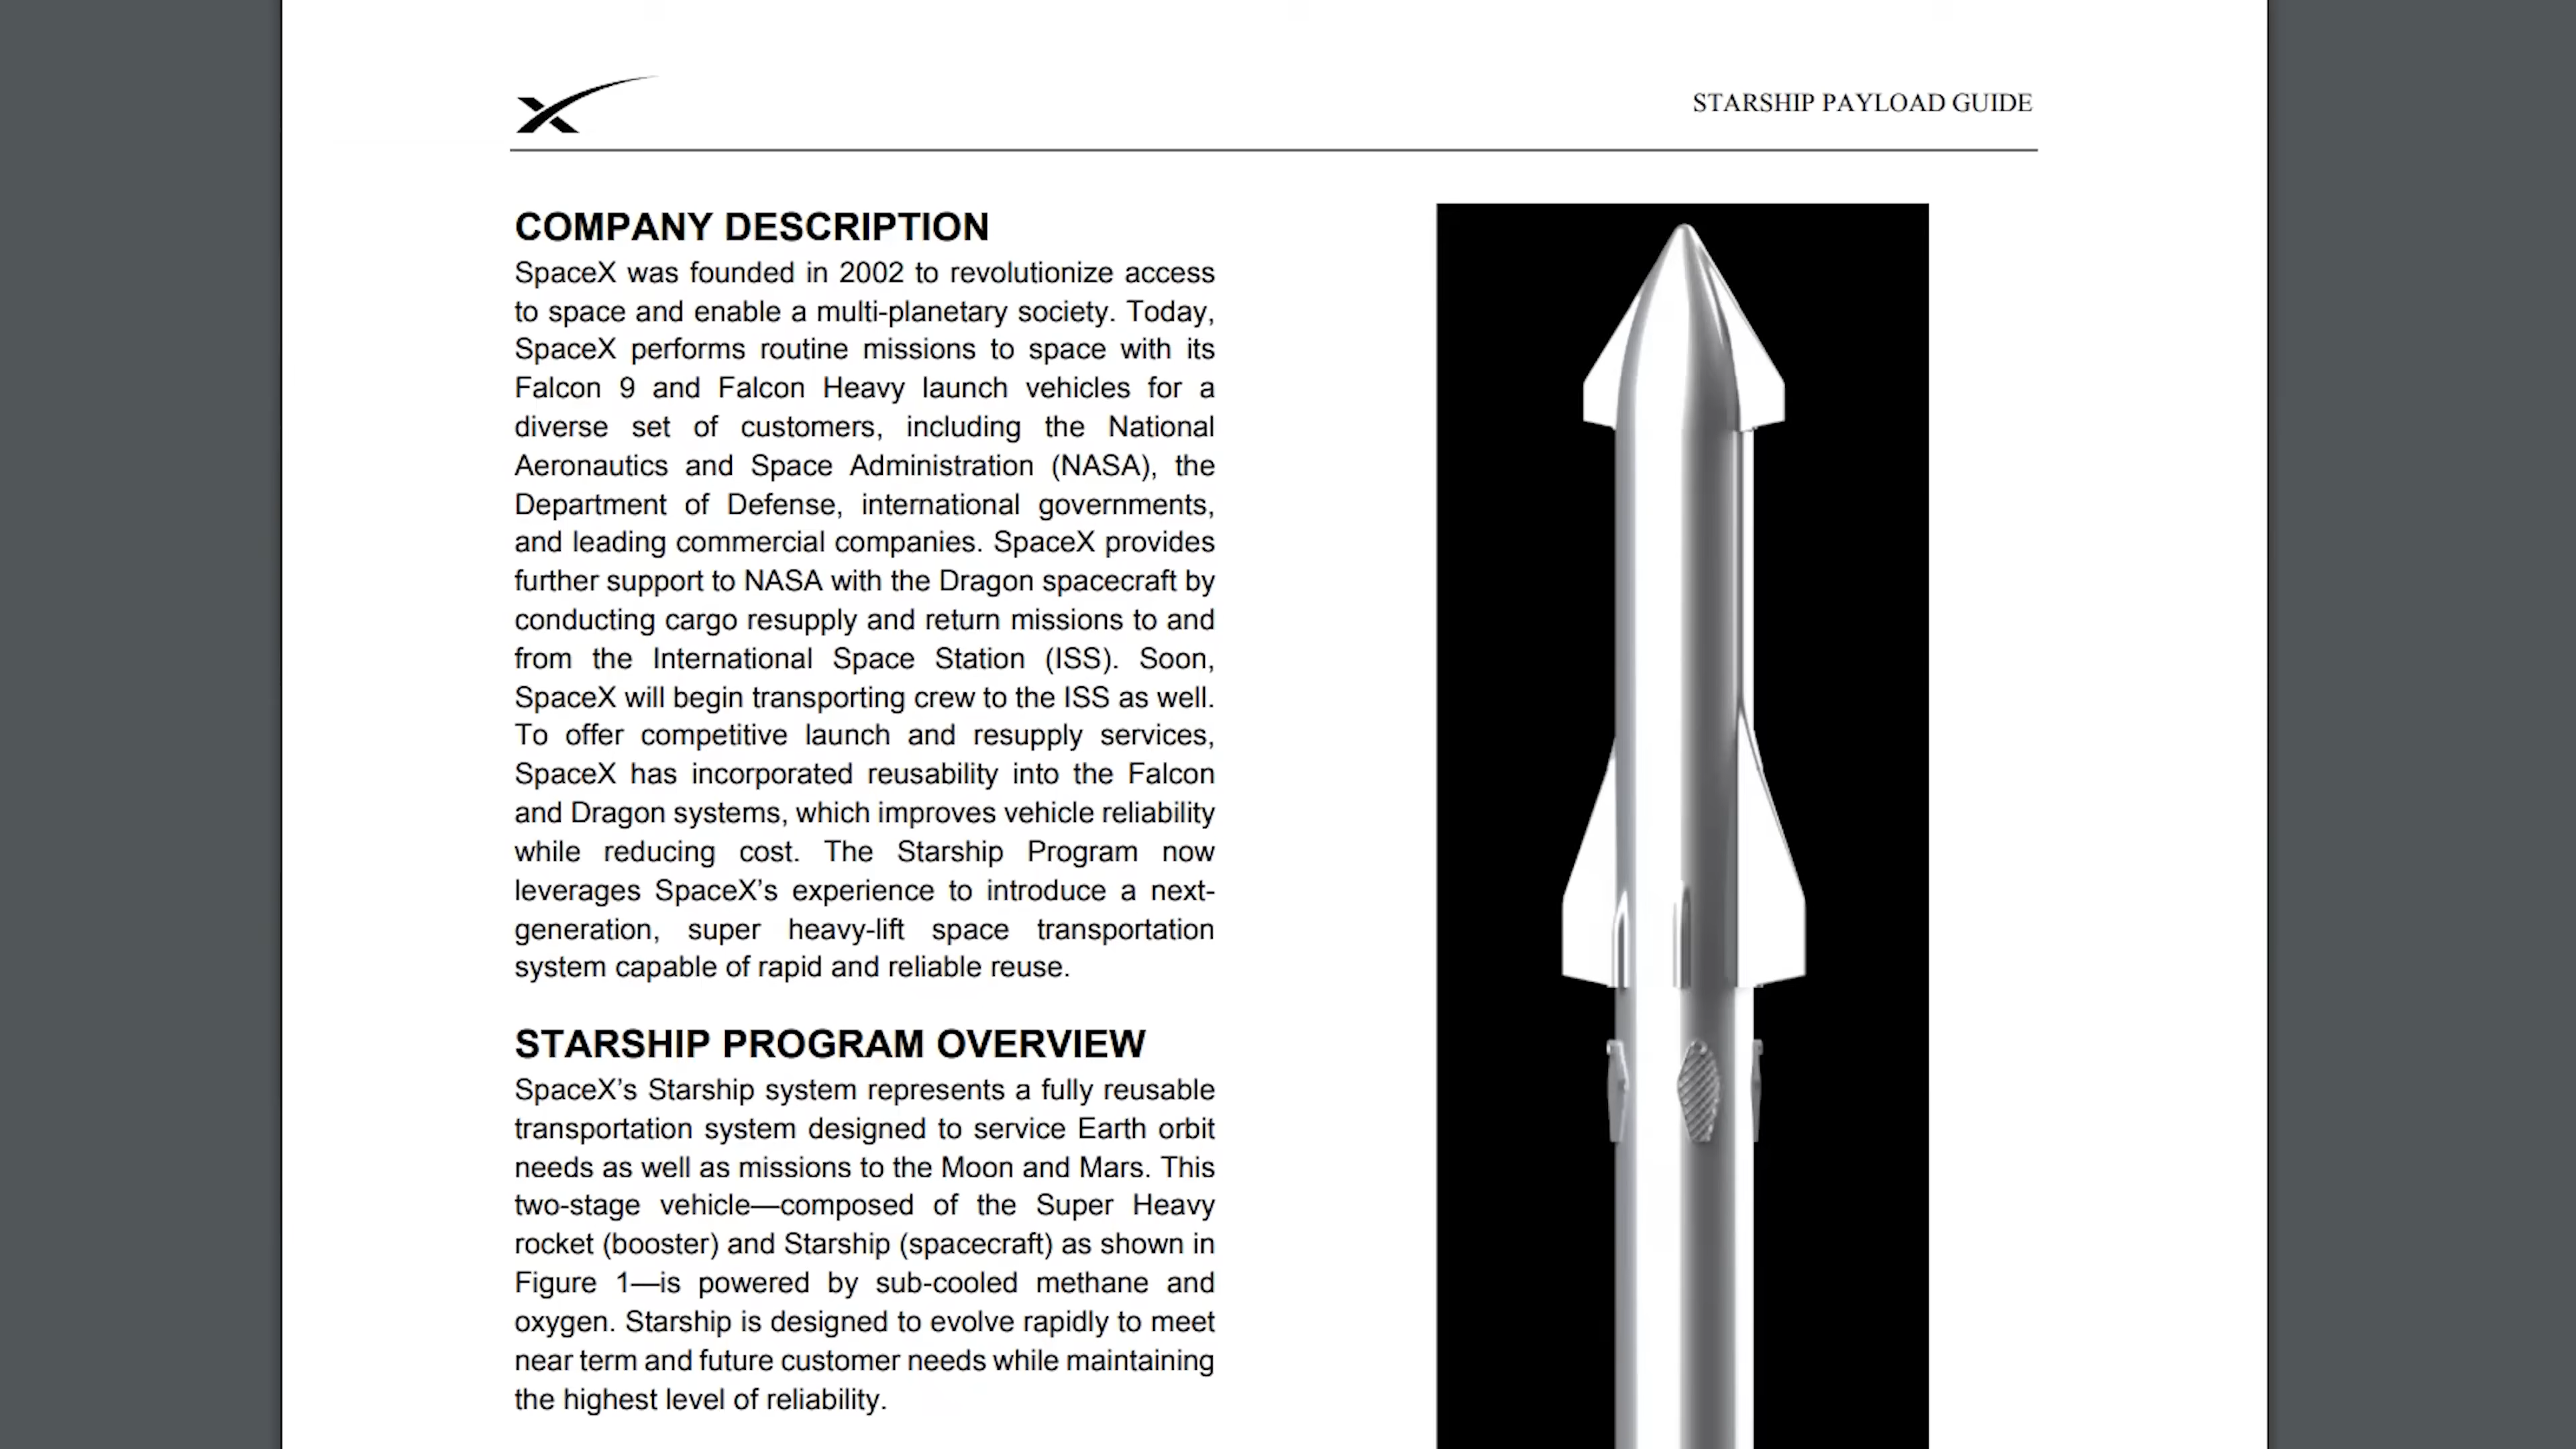 STARSHIP PAYLOAD GUIDE
COMPANY DESCRIPTION
SpaceX was founded in 2002 to revolutionize access
to space and enable a multi-planetary society. Today,
SpaceX performs routine missions to space with its
Falcon 9 and Falcon Heavy launch vehicles for a
diverse set of customers, including the National
Aeronautics and Space Administration (NASA), the
Department of Defense, international governments,
and leading commercial companies. SpaceX provides
further support to NASA with the Dragon spacecraft by
conducting cargo resupply and return missions to and
from the International Space Station (ISS). Soon,
SpaceX will begin transporting crew to the ISS as well.
To offer competitive launch and resupply services,
SpaceX has incorporated reusability into the Falcon
and Dragon systems, which improves vehicle reliability
while reducing cost. The Starship Program now
leverages SpaceX’s experience to introduce a next-
generation, super heavy-lift space transportation
system capable of rapid and reliable reuse.
STARSHIP PROGRAM OVERVIEW
SpaceX’s Starship system represents a fully reusable
transportation system designed to service Earth orbit
needs as well as missions to the Moon and Mars. This
two-stage vehicle—composed of the Super Heavy
rocket (booster) and Starship (spacecraft) as shown in
Figure 1—is powered by sub-cooled methane and
oxygen. Starship is designed to evolve rapidly to meet
near term and future customer needs while maintaining
the highest level of reliability.